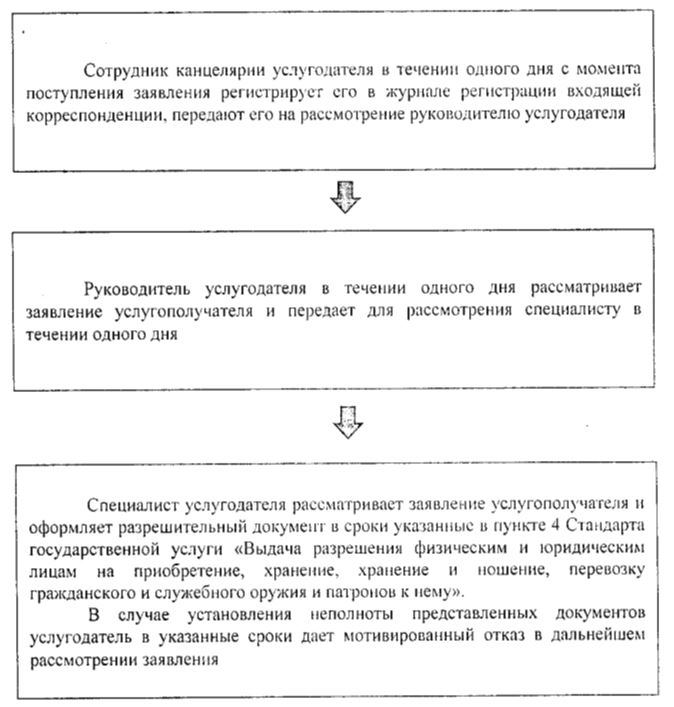 Сотрудник канцелярии услугодателя в течении одного дня с момента
поступления заявления регистрирует его в журнале регистрации входящей
корреспонденции, передают его на рассмотрение руководителю услугодателя
Руководитель услугодателя в течении одного дня рассматривает
заявление услугополучателя и передает для рассмотрения специалисту в
течении одного дня
Специалист услугодателя рассматривает заявление услугополучателя и
оформляет разрешительный документ в сроки указанные в пункте 4 Стандарта
государственной услуги «Выдача разрешения физическим и юридическим
лицам на приобретение, хранение, хранение и ношение, перевозку
гражданского и служебного оружия и патронов к нему».
В случае установления неполноты представленных документов
услугодатель в указанные сроки дает мотивированный отказ в дальнейшем
рассмотрении заявления